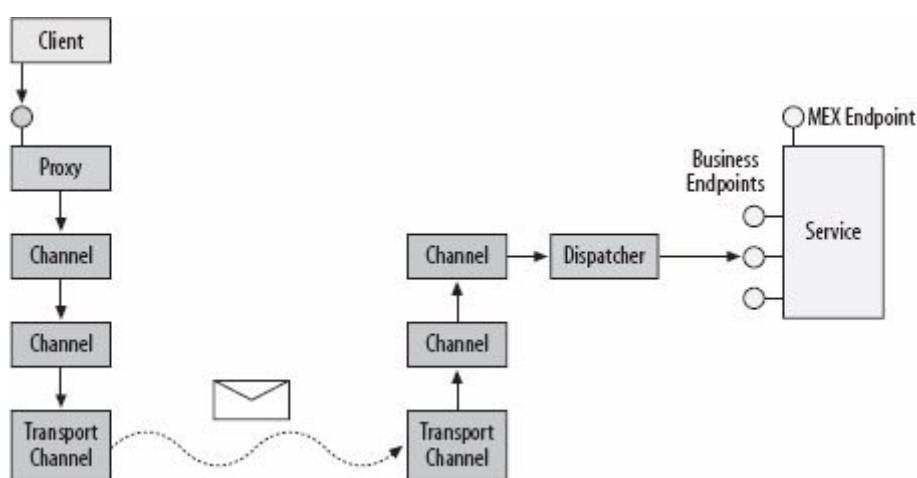 Client
MEX Endpoint
Proxy
Business
Endpoints
Channel
Channel
Dispatcher
Service
Channel
Channel
Transport
Channel
Transport
Channel